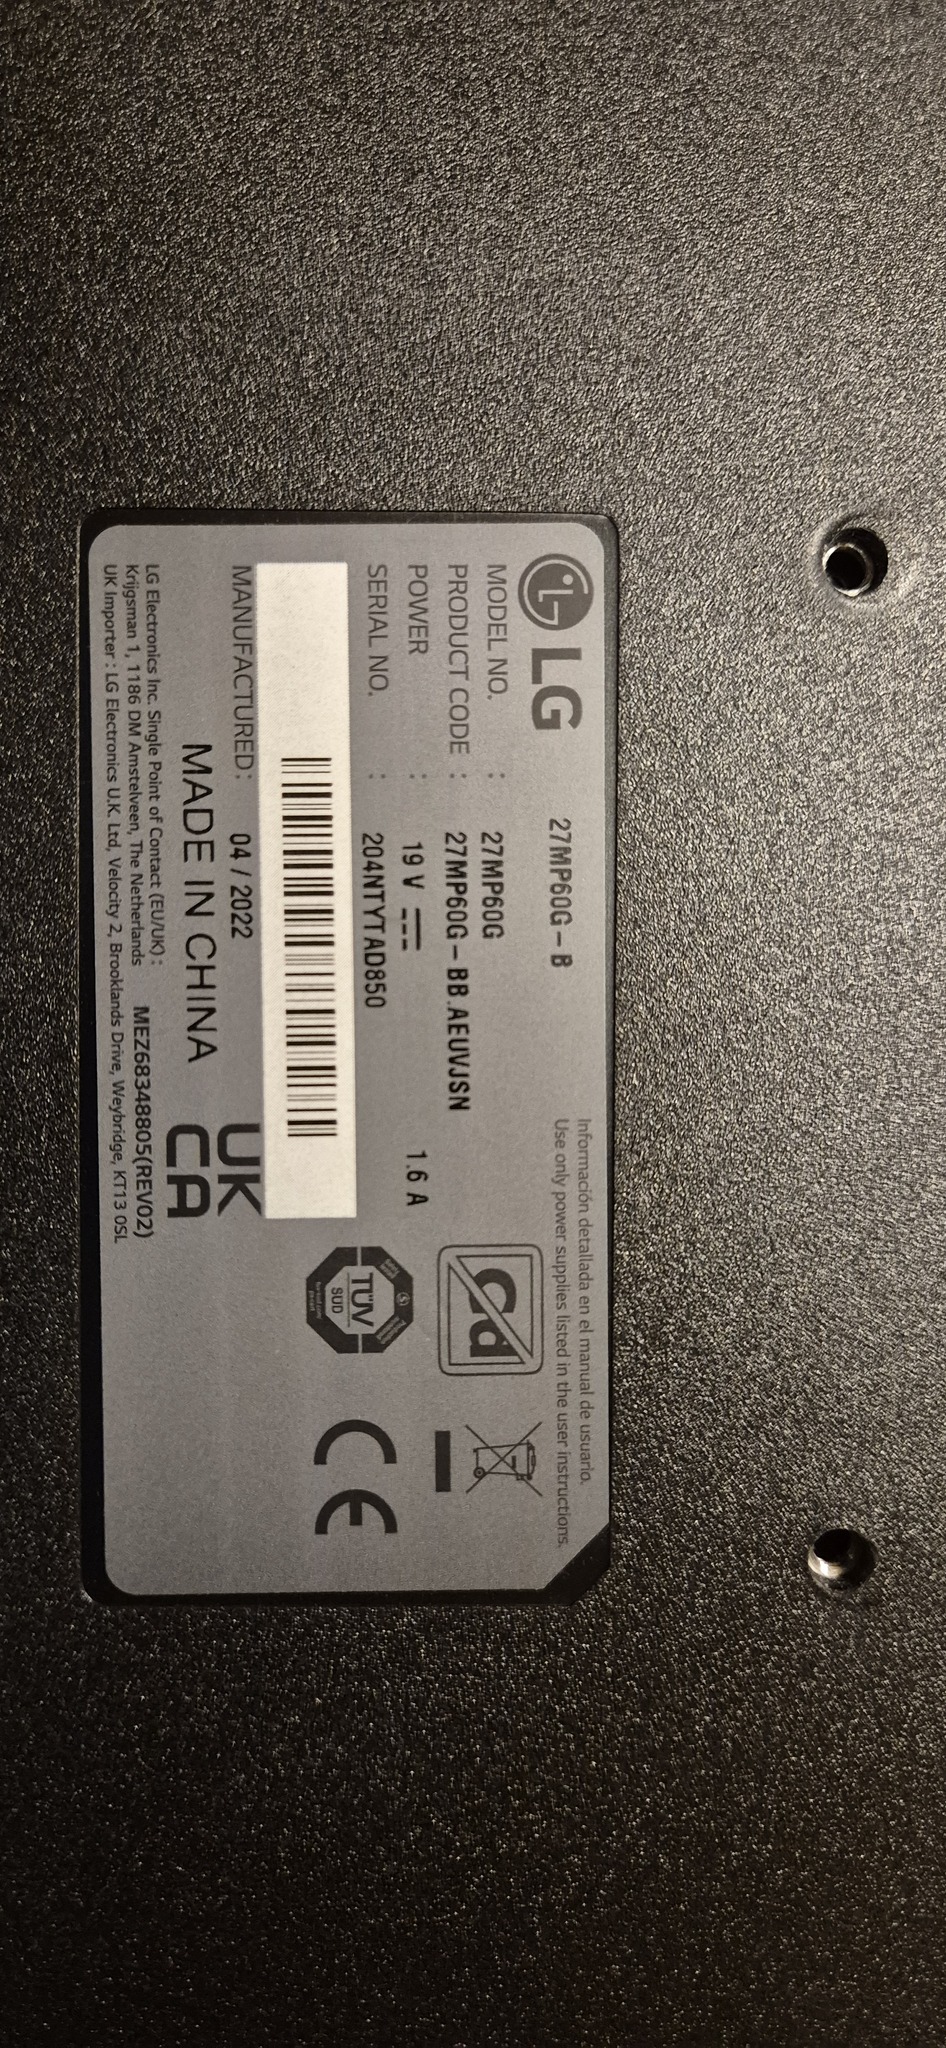 LG
27MP60G-B
Información detallada en el manual de usuario.
Use only power supplies listed in the user instructions.
MODEL NO. : 27MP60G
PRODUCT CODE : 27MP60G-BB.AEUVJSN
POWER : 19 V 1.6 A
SERIAL NO. : 204NTYTAD850
MANUFACTURED : 04 / 2022
MADE IN CHINA
UK
CA
Cd
TÜV
SÜD
CE
LG Electronics Inc. Single Point of Contact (EU/UK) :
Krijgsman 1, 1186 DM Amstelveen, The Netherlands
MEZ68348805(REV02)
UK Importer : LG Electronics U.K. Ltd, Velocity 2, Brooklands Drive, Weybridge, KT13 0SL